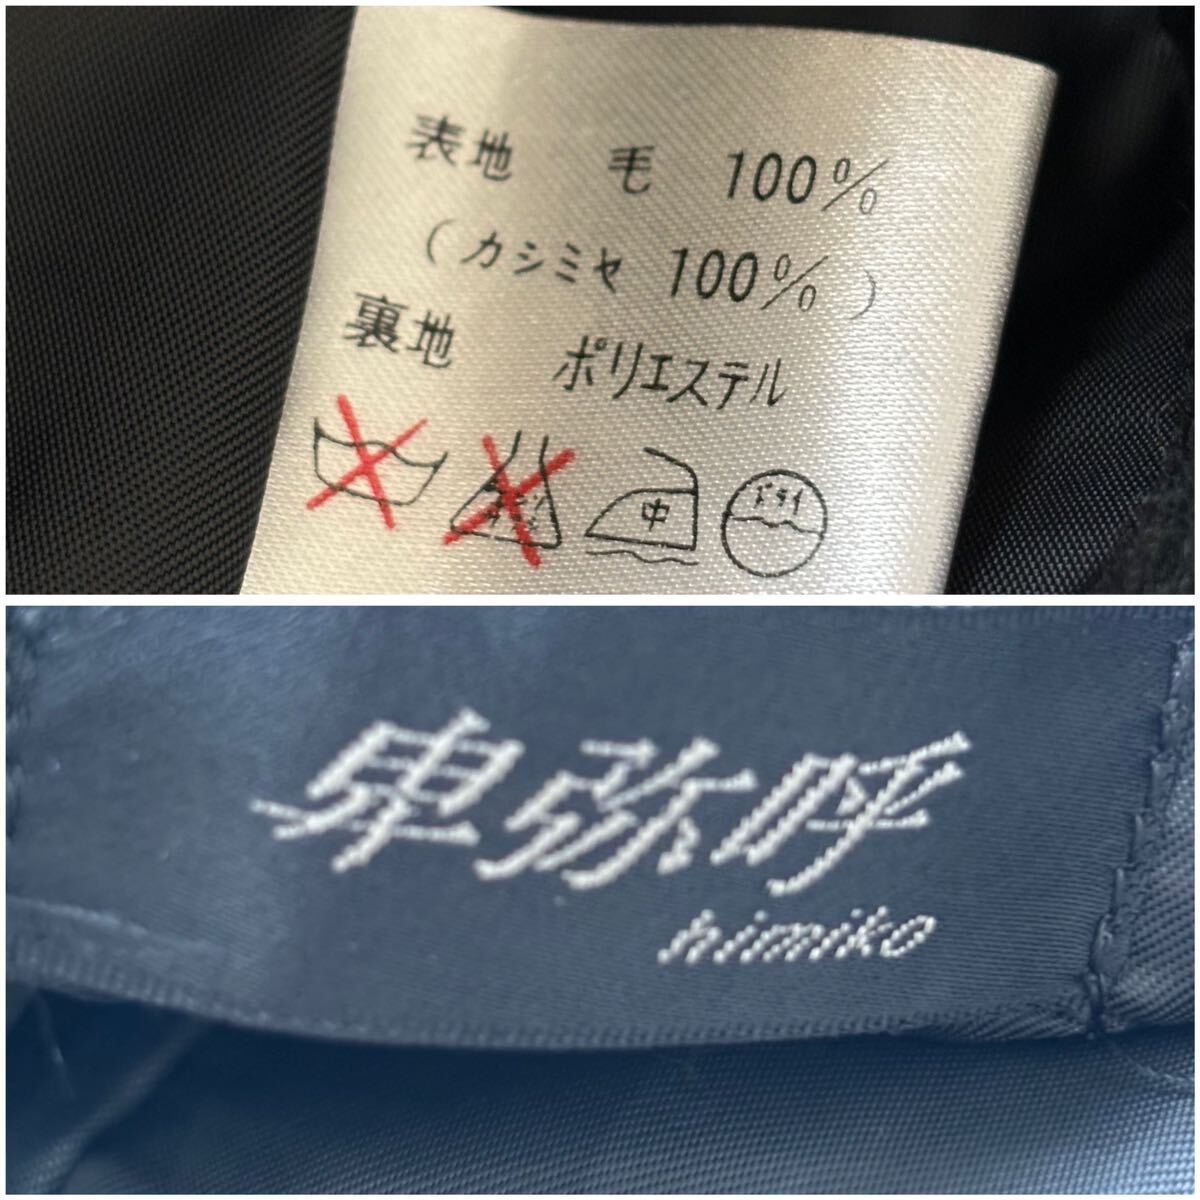 表地 毛 100%
(カシミヤ 100%)
裏地 ポリエステル
中 ドライ
卑弥呼
himiko